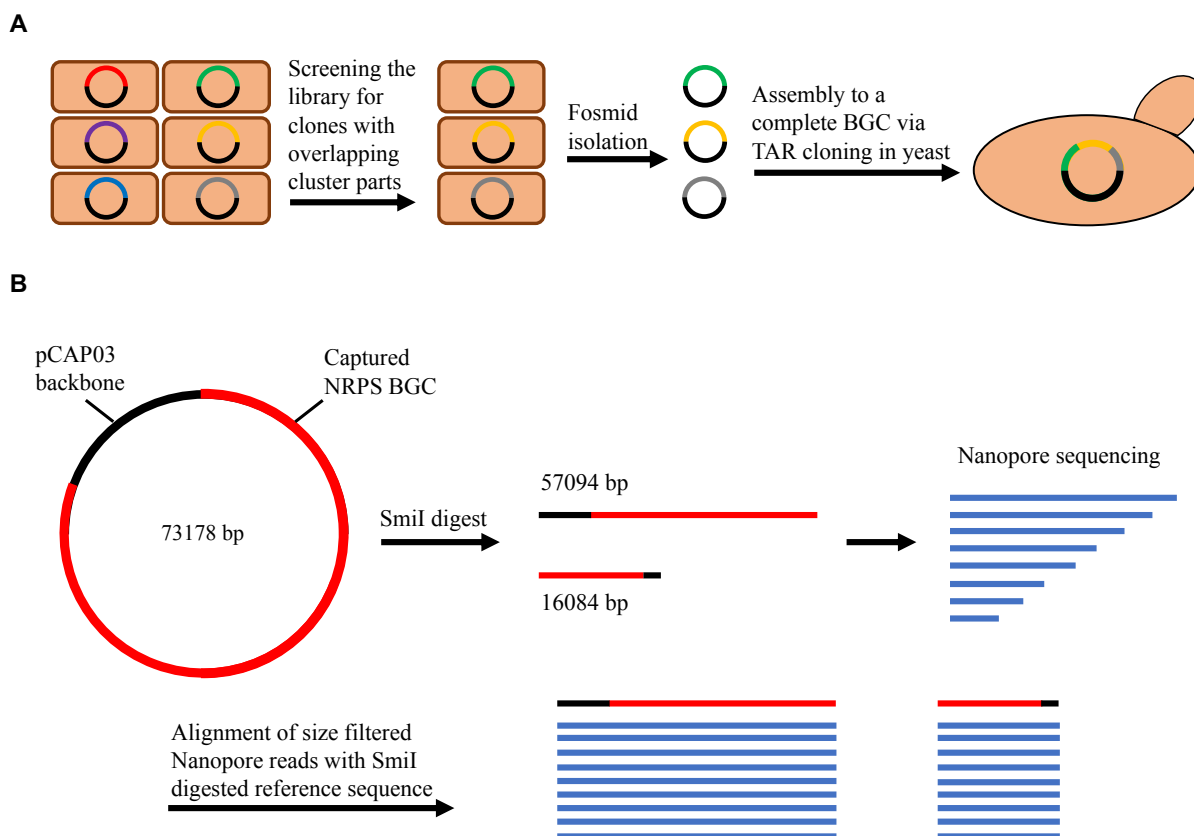 A
Screening the
library for
clones with
overlapping
cluster parts
Fosmid
isolation
Assembly to a
complete BGC via
TAR cloning in yeast
B
pCAP03
backbone
Captured
NRPS BGC
73178 bp
SmiI digest
57094 bp
16084 bp
Nanopore sequencing
Alignment of size filtered
Nanopore reads with SmiI
digested reference sequence